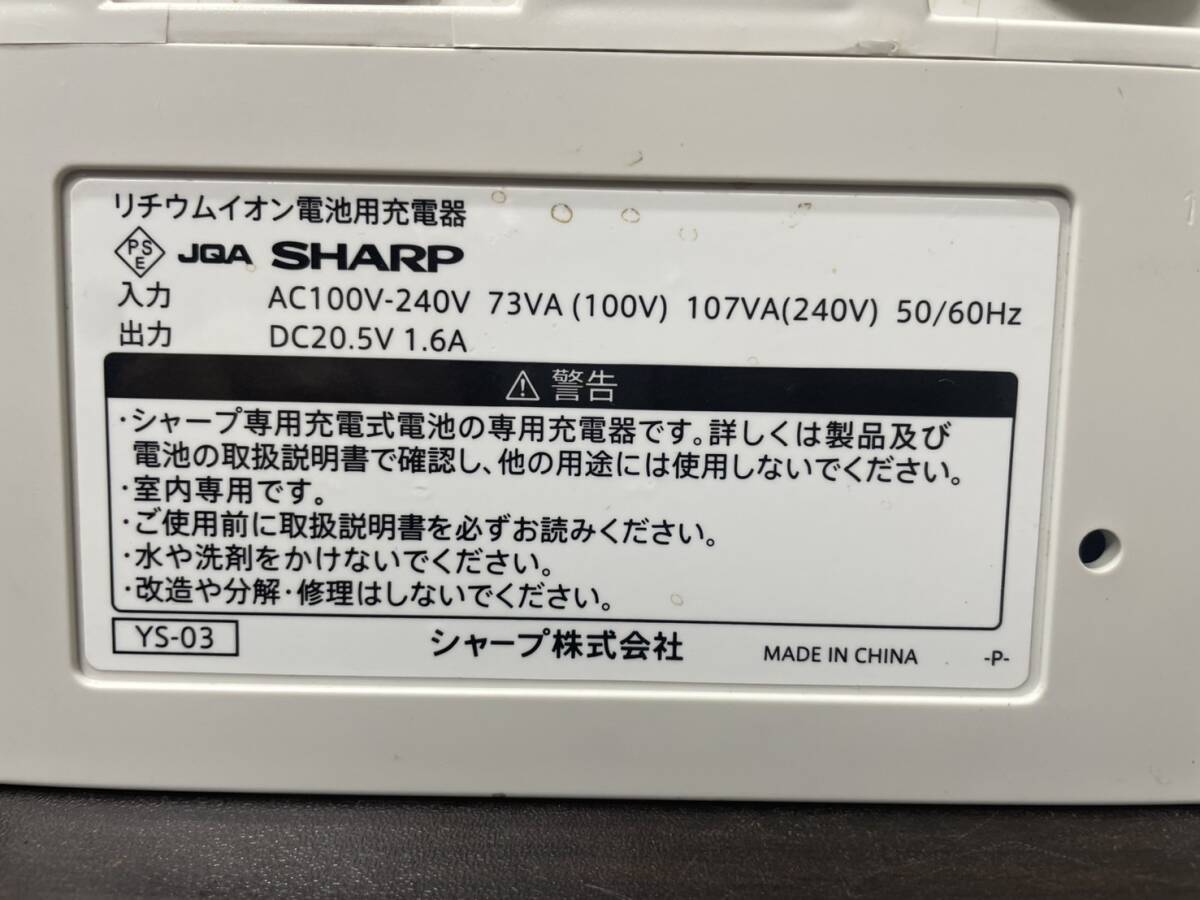 リチウムイオン電池用充電器
PSE JQA SHARP
入力 AC100V-240V 73VA (100V) 107VA(240V) 50/60Hz
出力 DC20.5V 1.6A
⚠ 警告
・シャープ専用充電式電池の専用充電器です。詳しくは製品及び
電池の取扱説明書で確認し、他の用途には使用しないでください。
・室内専用です。
・ご使用前に取扱説明書を必ずお読みください。
・水や洗剤をかけないでください。
・改造や分解・修理はしないでください。
YS-03 シャープ株式会社 MADE IN CHINA -P-